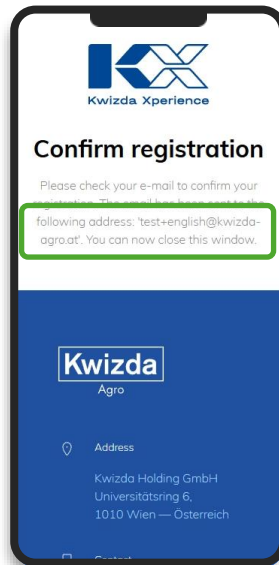 KX
Kwizda Xperience
Confirm registration
Please check your e-mail to confirm your
registration. The email has been sent to the
following address: 'test+english@kwizda-
agro.at'. You can now close this window.
Kwizda
Agro
Address
Kwizda Holding GmbH
Universitätsring 6,
1010 Wien — Österreich
Contact